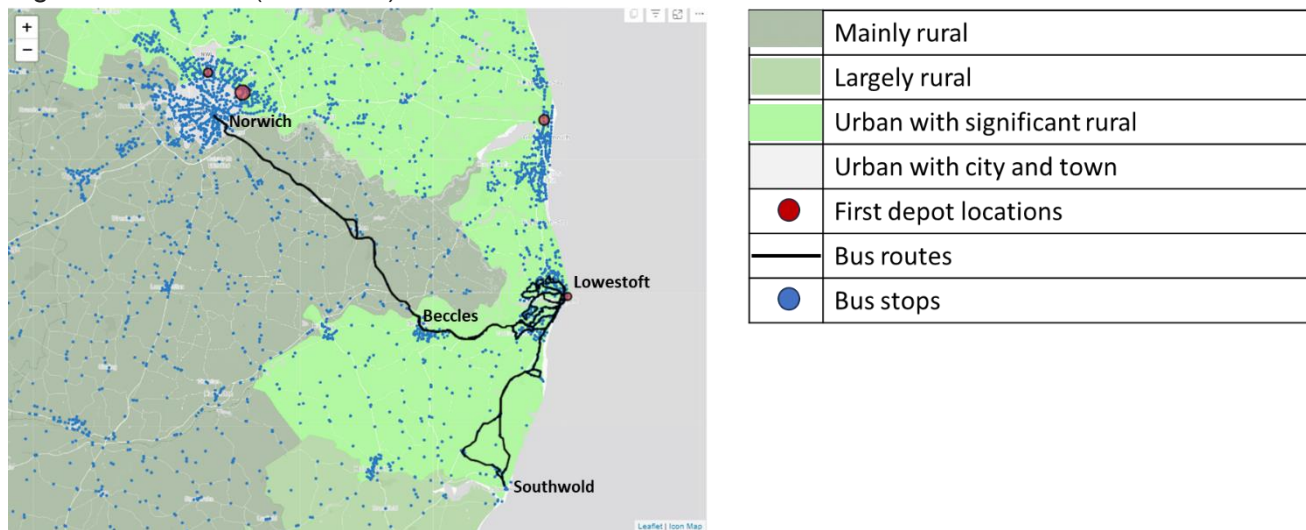 +
−
Norwich
Lowestoft
Beccles
Southwold
Leaflet | Icon Map
Mainly rural
Largely rural
Urban with significant rural
Urban with city and town
First depot locations
Bus routes
Bus stops